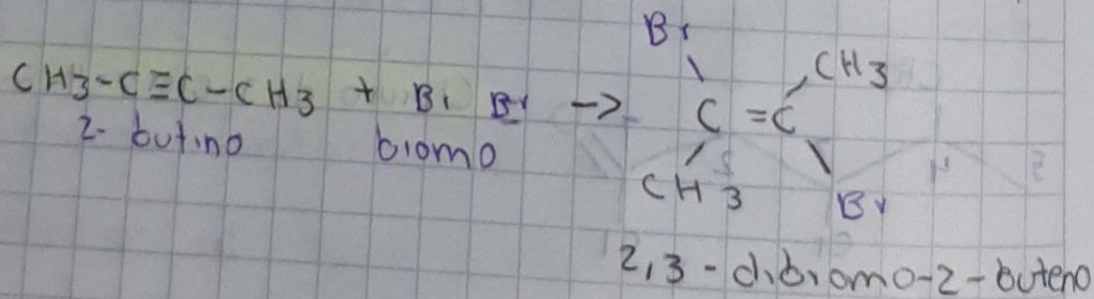 Br
CH3-C≡C-CH3 + Br Br -> C = C CH3
2- butino bromo
CH3 Br
2,3 - dibromo-2-buteno